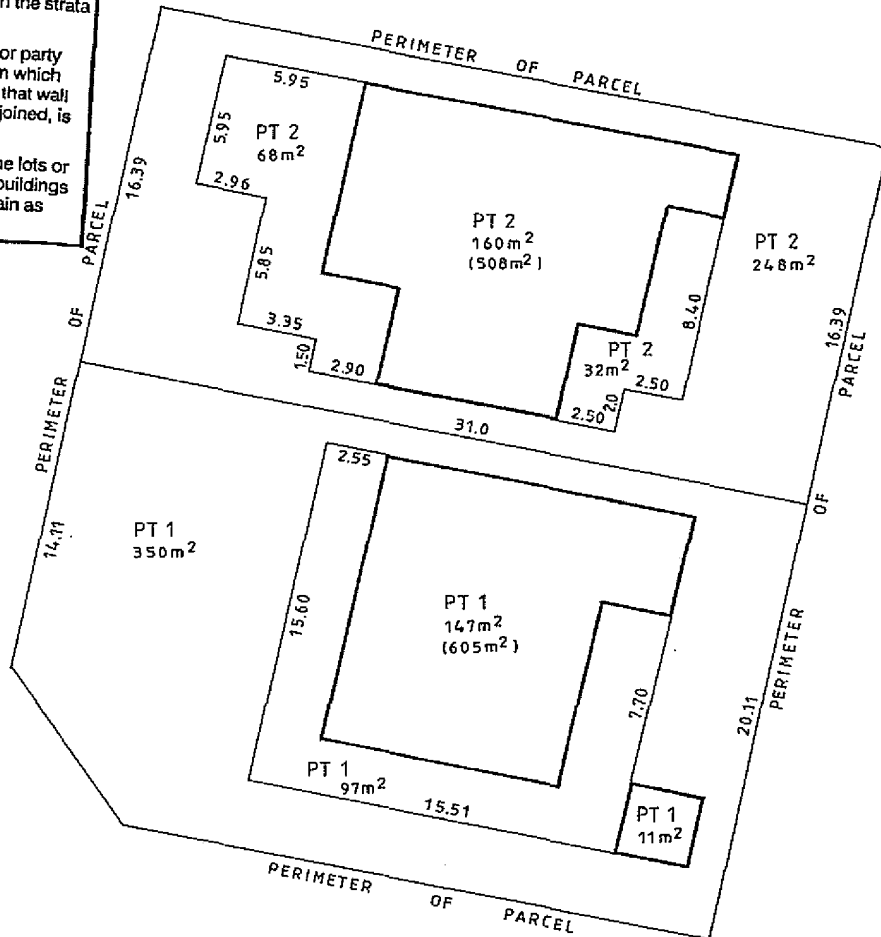 n the strata
or party
n which
that wall
joined, is
ne lots or
buildings
ain as
PERIMETER OF PARCEL
5.95
5.95
PT 2
68m²
2.96
16.39
5.85
3.35
1.50
2.90
PT 2
160m²
(508m²)
PT 2
248m²
8.40
16.39
PT 2
32m²
2.50
2.0
2.50
PERIMETER OF PARCEL
31.0
2.55
14.11
PT 1
350m²
15.60
PT 1
147m²
(605m²)
7.70
20.11
PERIMETER OF PARCEL
PT 1
97m²
15.51
PT 1
11m²
PERIMETER OF PARCEL